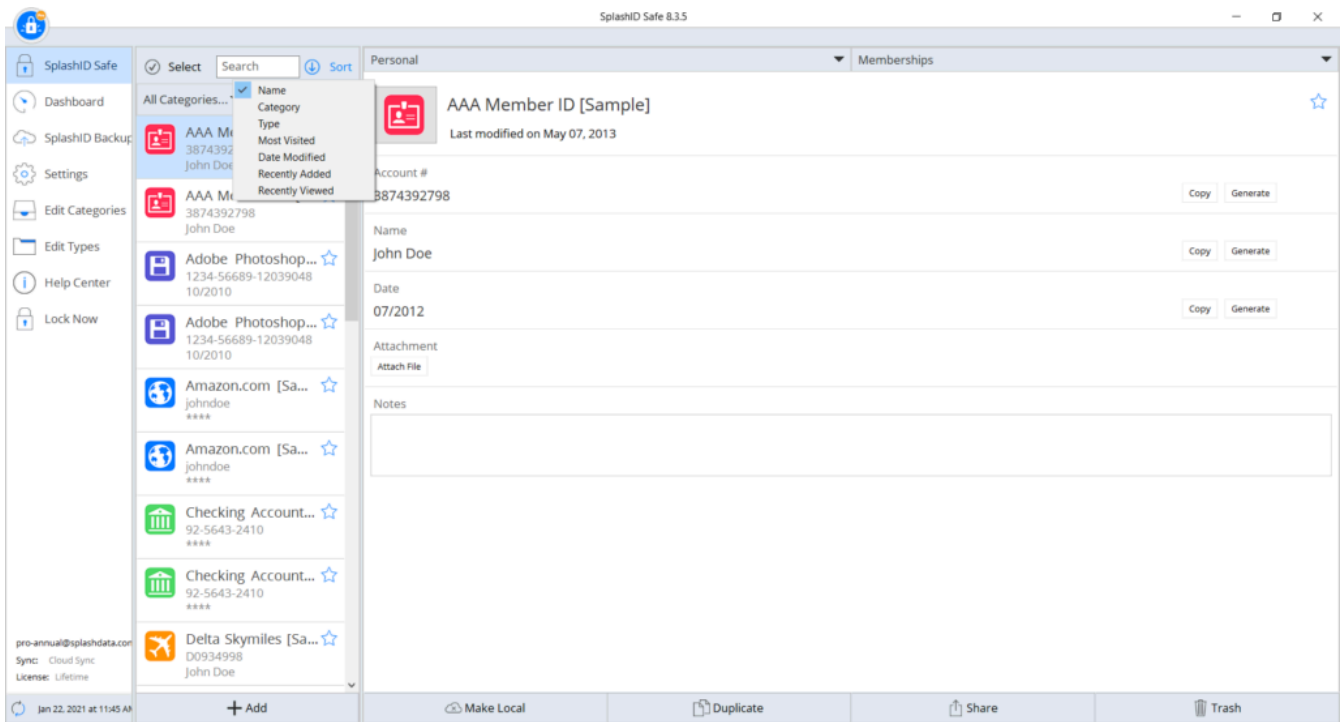 SplashID Safe 8.3.5
SplashID Safe
Dashboard
SplashID Backup
Settings
Edit Categories
Edit Types
Help Center
Lock Now
pro-annual@splashdata.com
Sync: Cloud Sync
License: Lifetime
Jan 22, 2021 at 11:45 AM
Select
Search
Sort
All Categories...
Name
Category
Type
Most Visited
Date Modified
Recently Added
Recently Viewed
AAA Me
3874392
John Doe
AAA Me
3874392798
John Doe
Adobe Photoshop...
1234-56689-12039048
10/2010
Adobe Photoshop...
1234-56689-12039048
10/2010
Amazon.com [Sa...
johndoe
****
Amazon.com [Sa...
johndoe
****
Checking Account...
92-5643-2410
****
Checking Account...
92-5643-2410
****
Delta Skymiles [Sa...
D0934998
John Doe
Add
Personal
Memberships
AAA Member ID [Sample]
Last modified on May 07, 2013
Account #
3874392798
Copy Generate
Name
John Doe
Copy Generate
Date
07/2012
Copy Generate
Attachment
Attach File
Notes
Make Local
Duplicate
Share
Trash